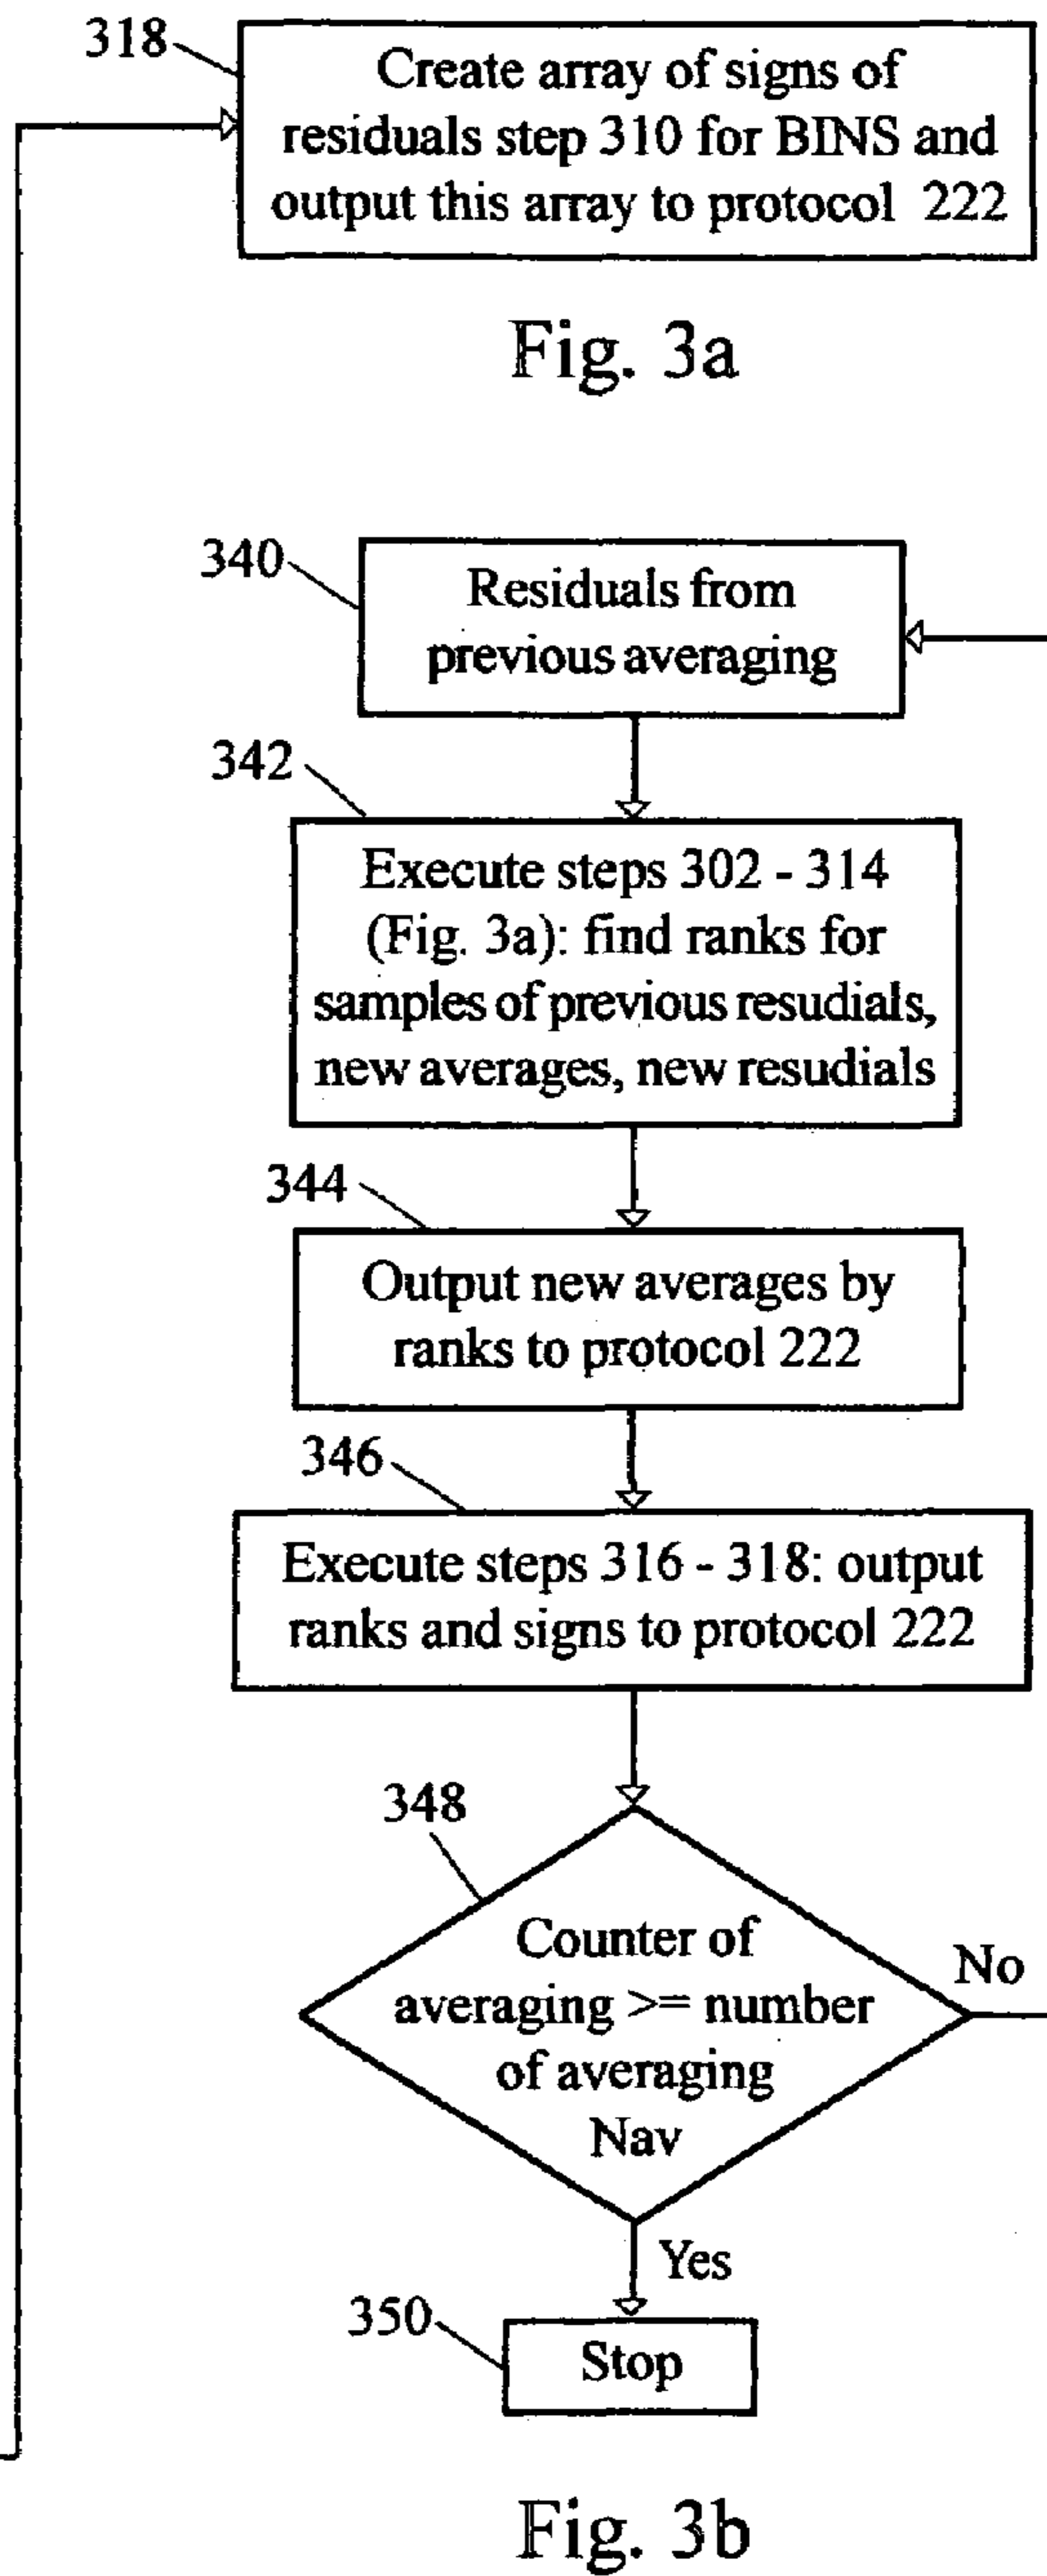 318
Create array of signs of
residuals step 310 for BINS and
output this array to protocol 222
Fig. 3a
340
Residuals from
previous averaging
342
Execute steps 302 - 314
(Fig. 3a): find ranks for
samples of previous resudials,
new averages, new resudials
344
Output new averages by
ranks to protocol 222
346
Execute steps 316 - 318: output
ranks and signs to protocol 222
348
Counter of
averaging >= number
of averaging
Nav
No
Yes
350
Stop
Fig. 3b